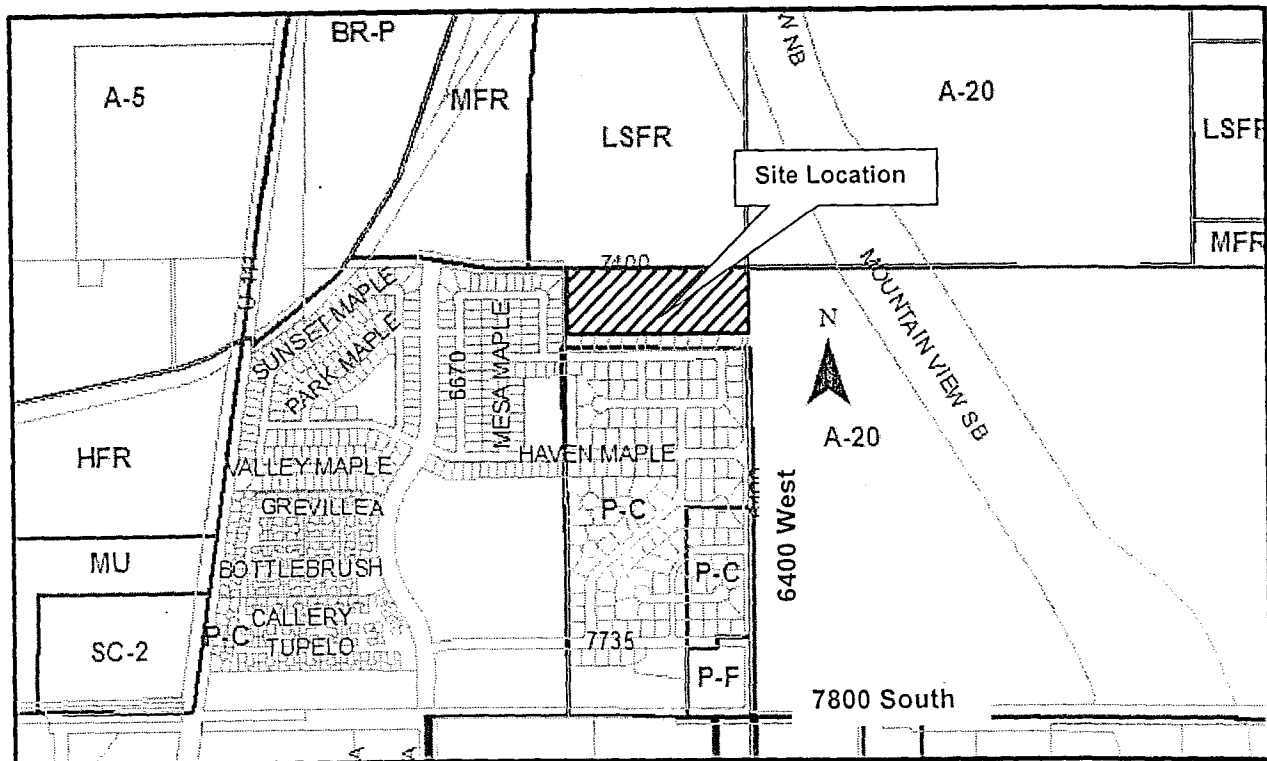 BR-P
A-5
MFR
W NB
A-20
LSFR
LSFR
Site Location
MFR
7400
SUNSET MAPLE
PARK MAPLE
6670
MESA MAPLE
MOUNTAIN VIEW SB
N
A-20
HFR
VALLEY MAPLE
HAVEN MAPLE
GREVILLEA
P-C
6400 West
MU
BOTTLEBRUSH
P-C
CALLERY
P-C
TUPELO
7735
SC-2
P-F
7800 South
A
A